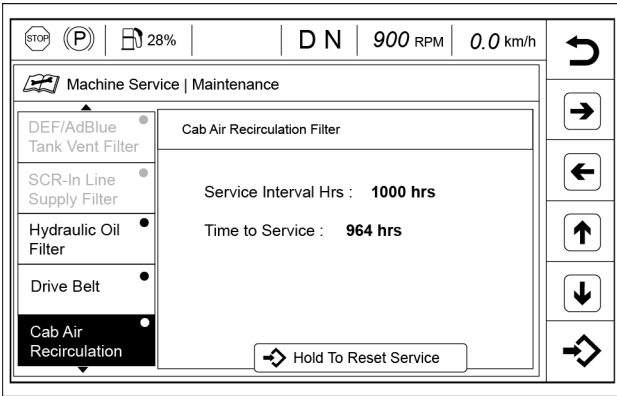 STOP P 28% D N 900 RPM 0.0 km/h
Machine Service | Maintenance
DEF/AdBlue
Tank Vent Filter
SCR-In Line
Supply Filter
Hydraulic Oil
Filter
Drive Belt
Cab Air
Recirculation
Cab Air Recirculation Filter
Service Interval Hrs : 1000 hrs
Time to Service : 964 hrs
Hold To Reset Service